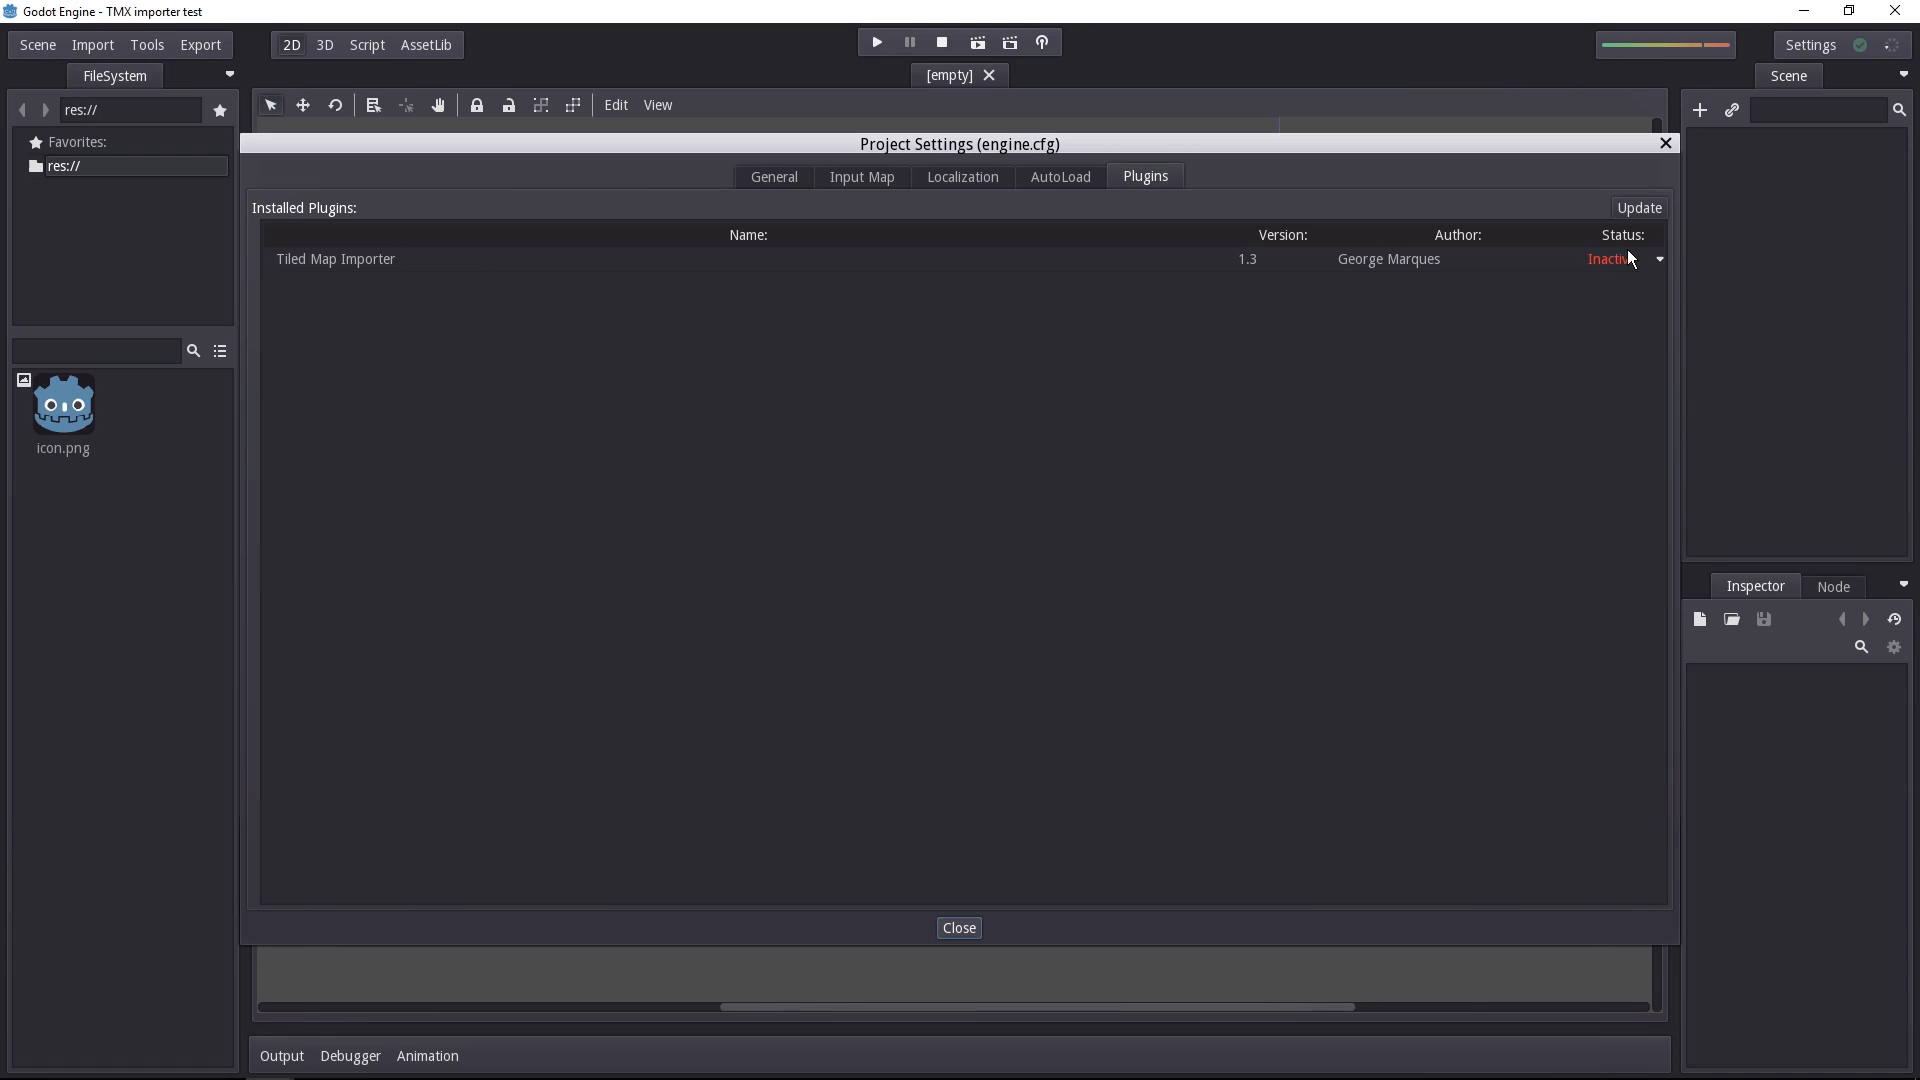 Godot Engine - TMX importer test
Scene Import Tools Export
2D 3D Script AssetLib
Settings
FileSystem
[empty]
Scene
res://
Edit View
Favorites:
res://
Project Settings (engine.cfg)
General Input Map Localization AutoLoad Plugins
Installed Plugins:
Update
Name: Version: Author: Status:
Tiled Map Importer 1.3 George Marques
icon.png
Inspector Node
Close
Output Debugger Animation